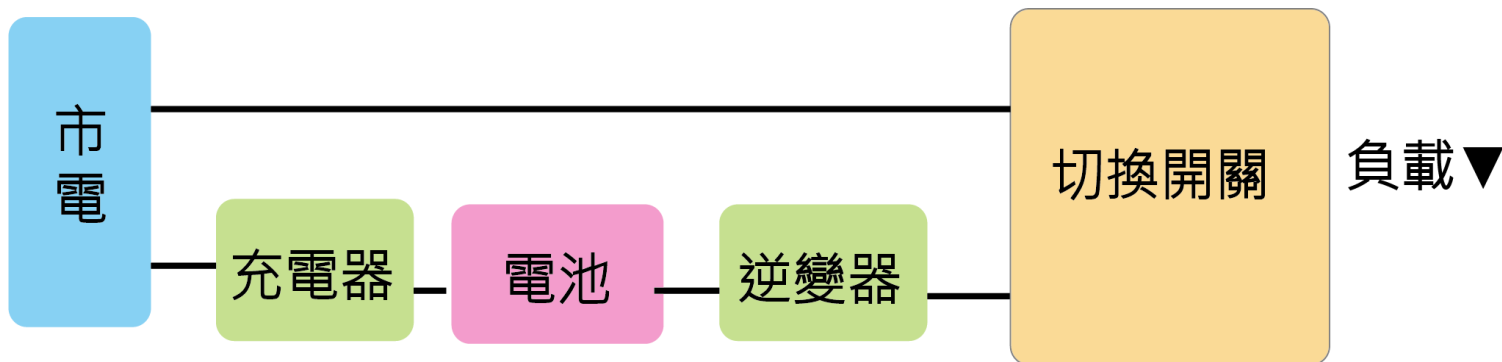 市電
充電器
電池
逆變器
切換開關
負載▼